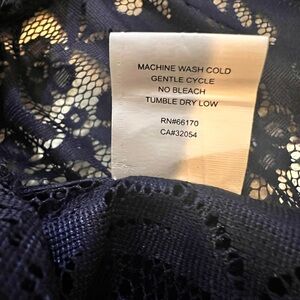 MACHINE WASH COLD
GENTLE CYCLE
NO BLEACH
TUMBLE DRY LOW
RN#66170
CA#32054